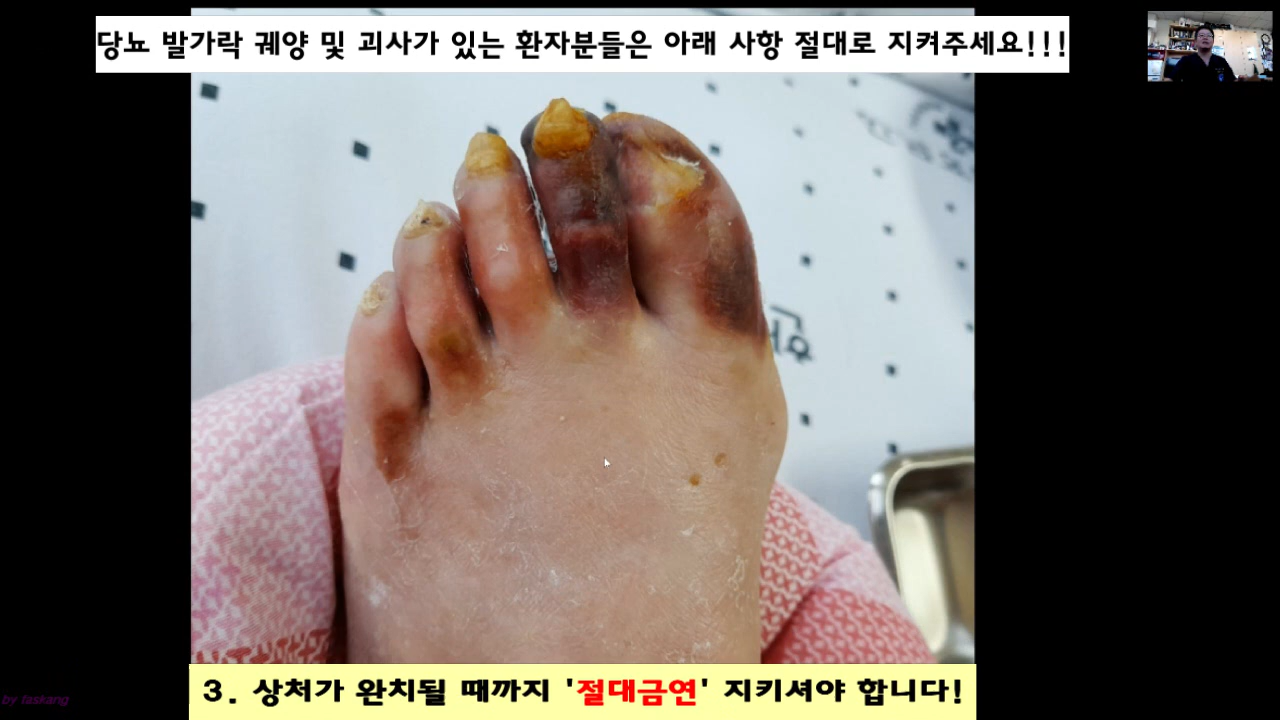 당뇨 발가락 궤양 및 괴사가 있는 환자분들은 아래 사항 절대로 지켜주세요!!!
3. 상처가 완치될 때까지 '절대금연' 지키셔야 합니다!
by faskang